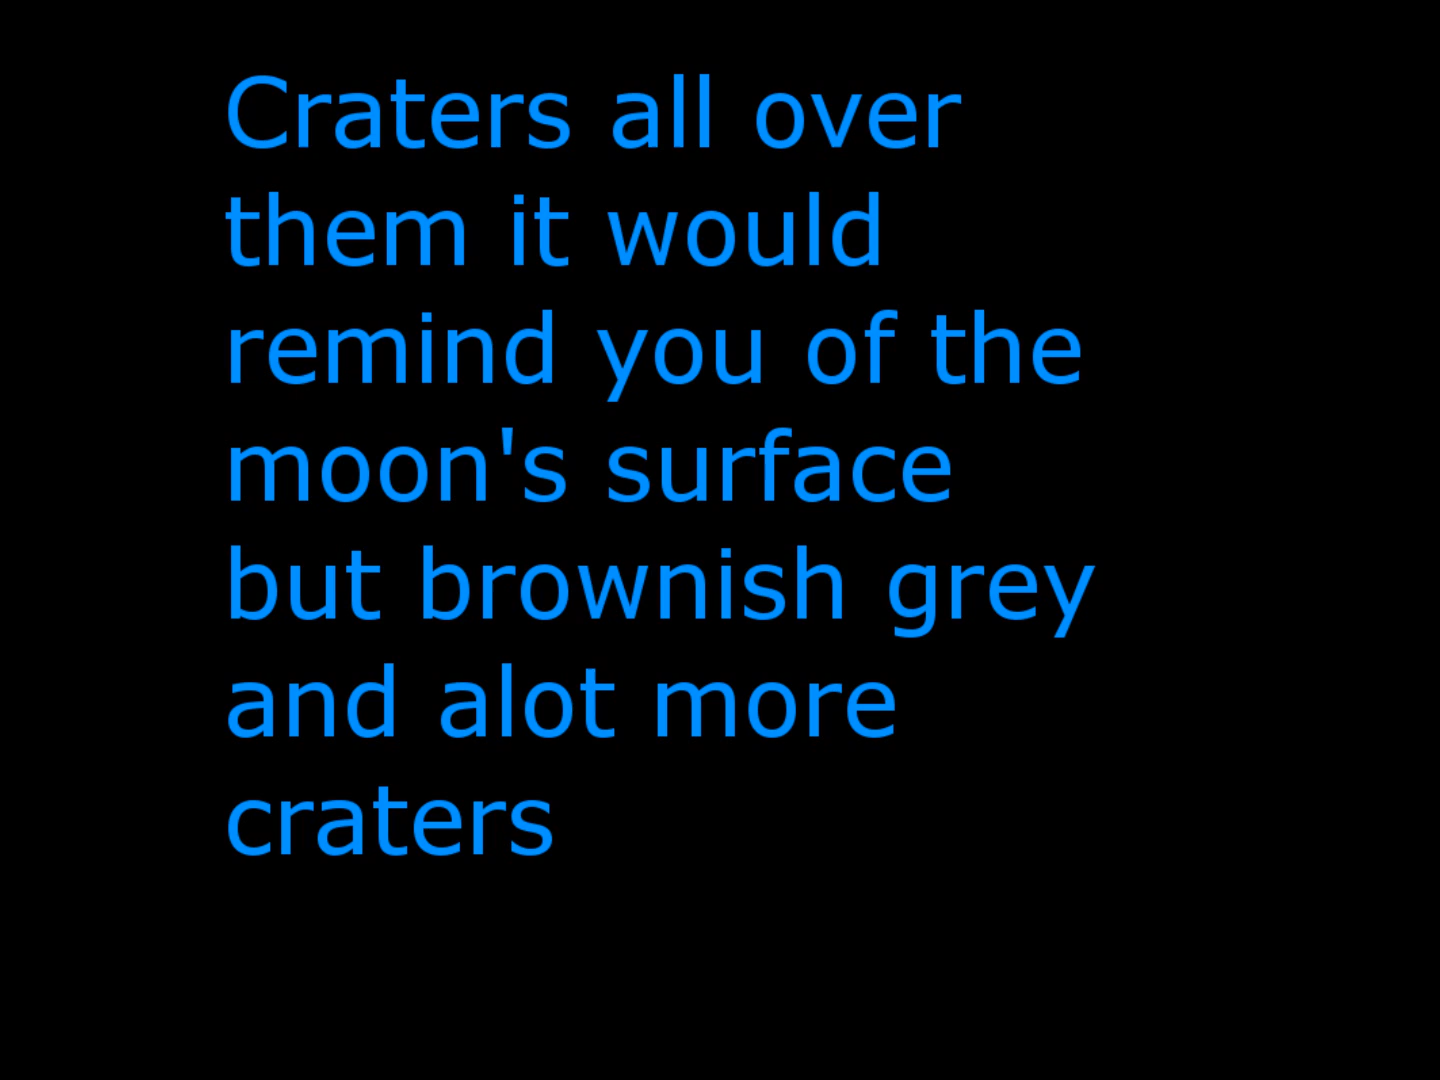 Craters all over
them it would
remind you of the
moon's surface
but brownish grey
and alot more
craters